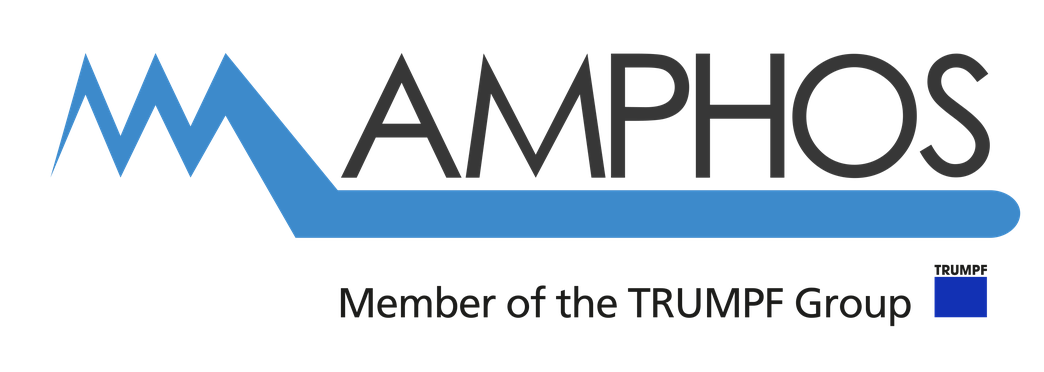 AMPHOS
TRUMPF
Member of the TRUMPF Group